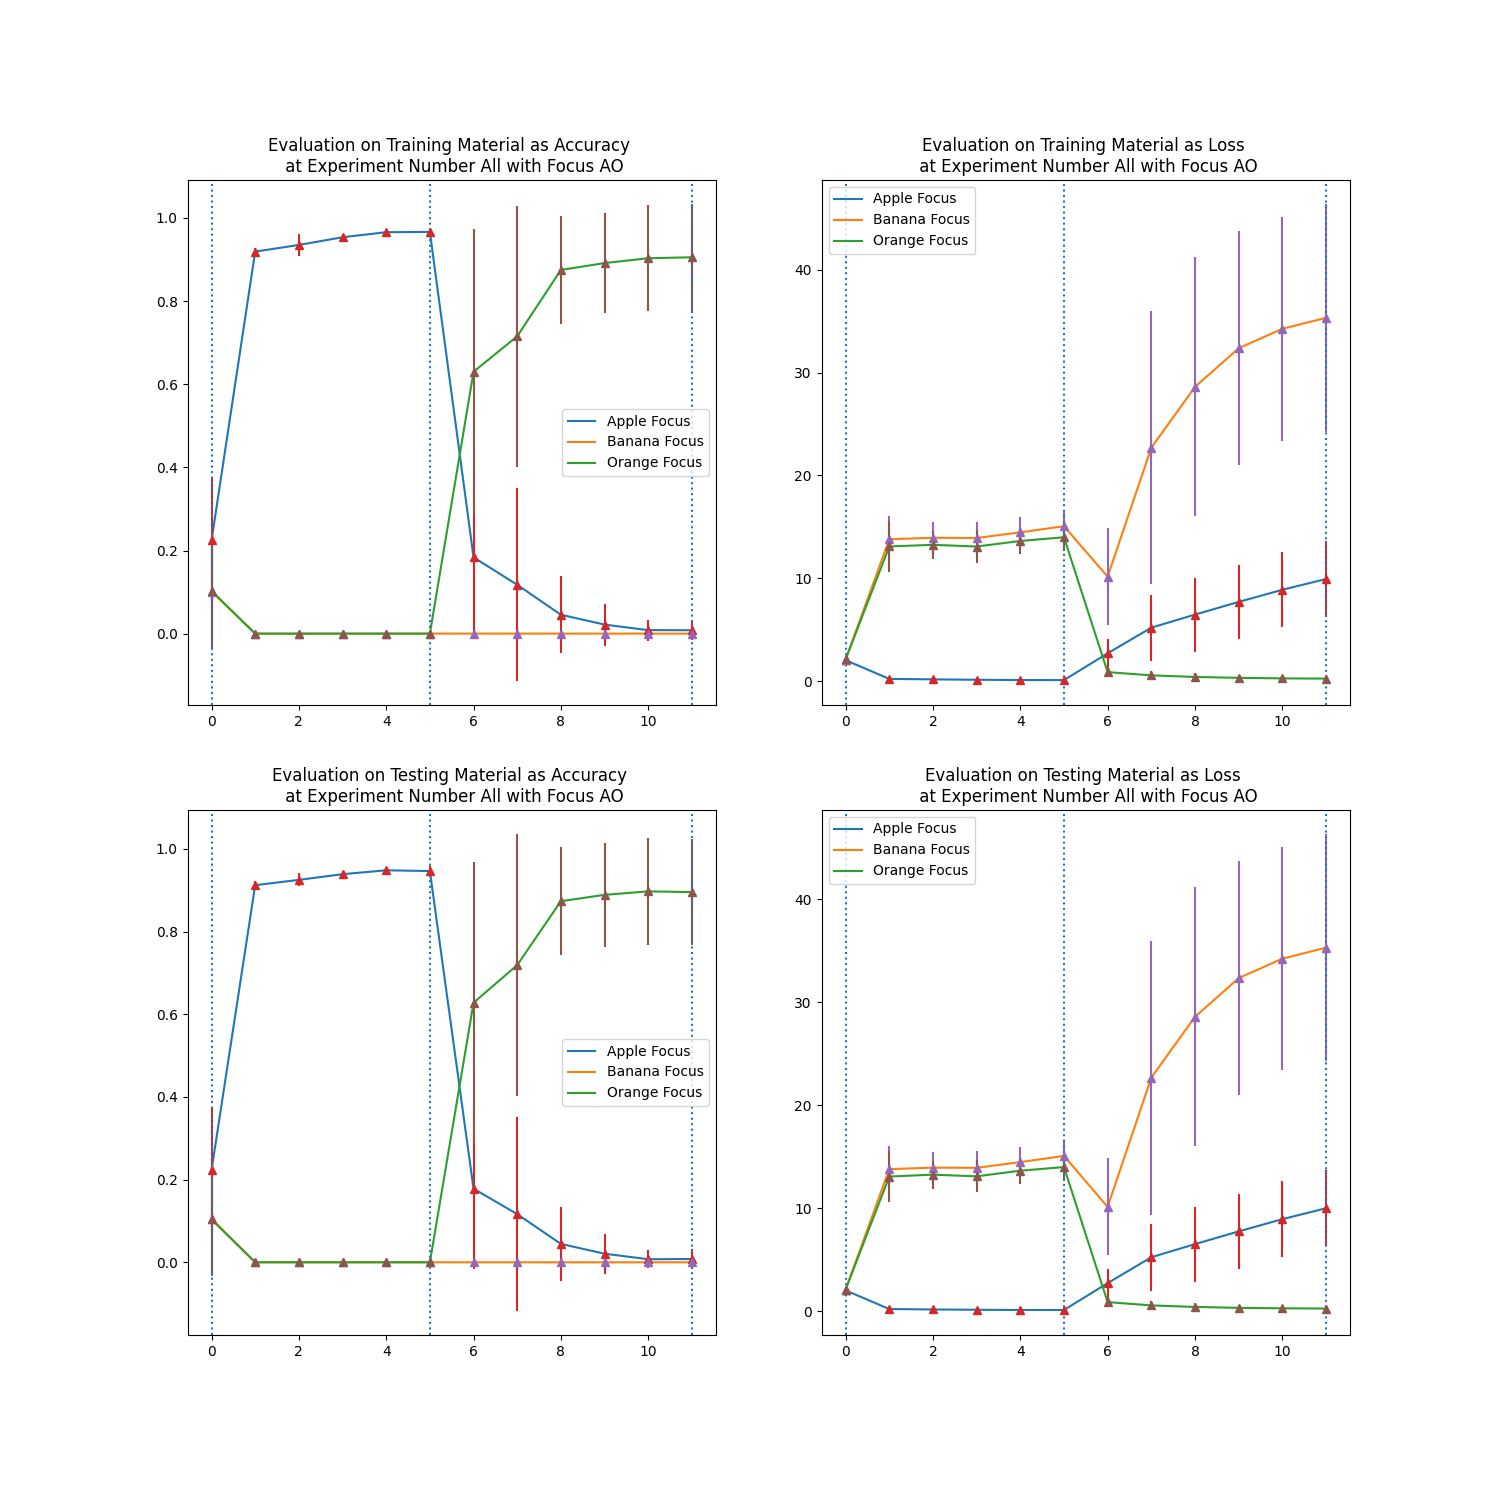 Evaluation on Training Material as Accuracy
at Experiment Number All with Focus AO
1.0
0.8
0.6
0.4
0.2
0.0
Apple Focus
Banana Focus
Orange Focus
0 2 4 6 8 10
Evaluation on Training Material as Loss
at Experiment Number All with Focus AO
Apple Focus
Banana Focus
Orange Focus
40
30
20
10
0
0 2 4 6 8 10
Evaluation on Testing Material as Accuracy
at Experiment Number All with Focus AO
1.0
0.8
0.6
0.4
0.2
0.0
Apple Focus
Banana Focus
Orange Focus
0 2 4 6 8 10
Evaluation on Testing Material as Loss
at Experiment Number All with Focus AO
Apple Focus
Banana Focus
Orange Focus
40
30
20
10
0
0 2 4 6 8 10